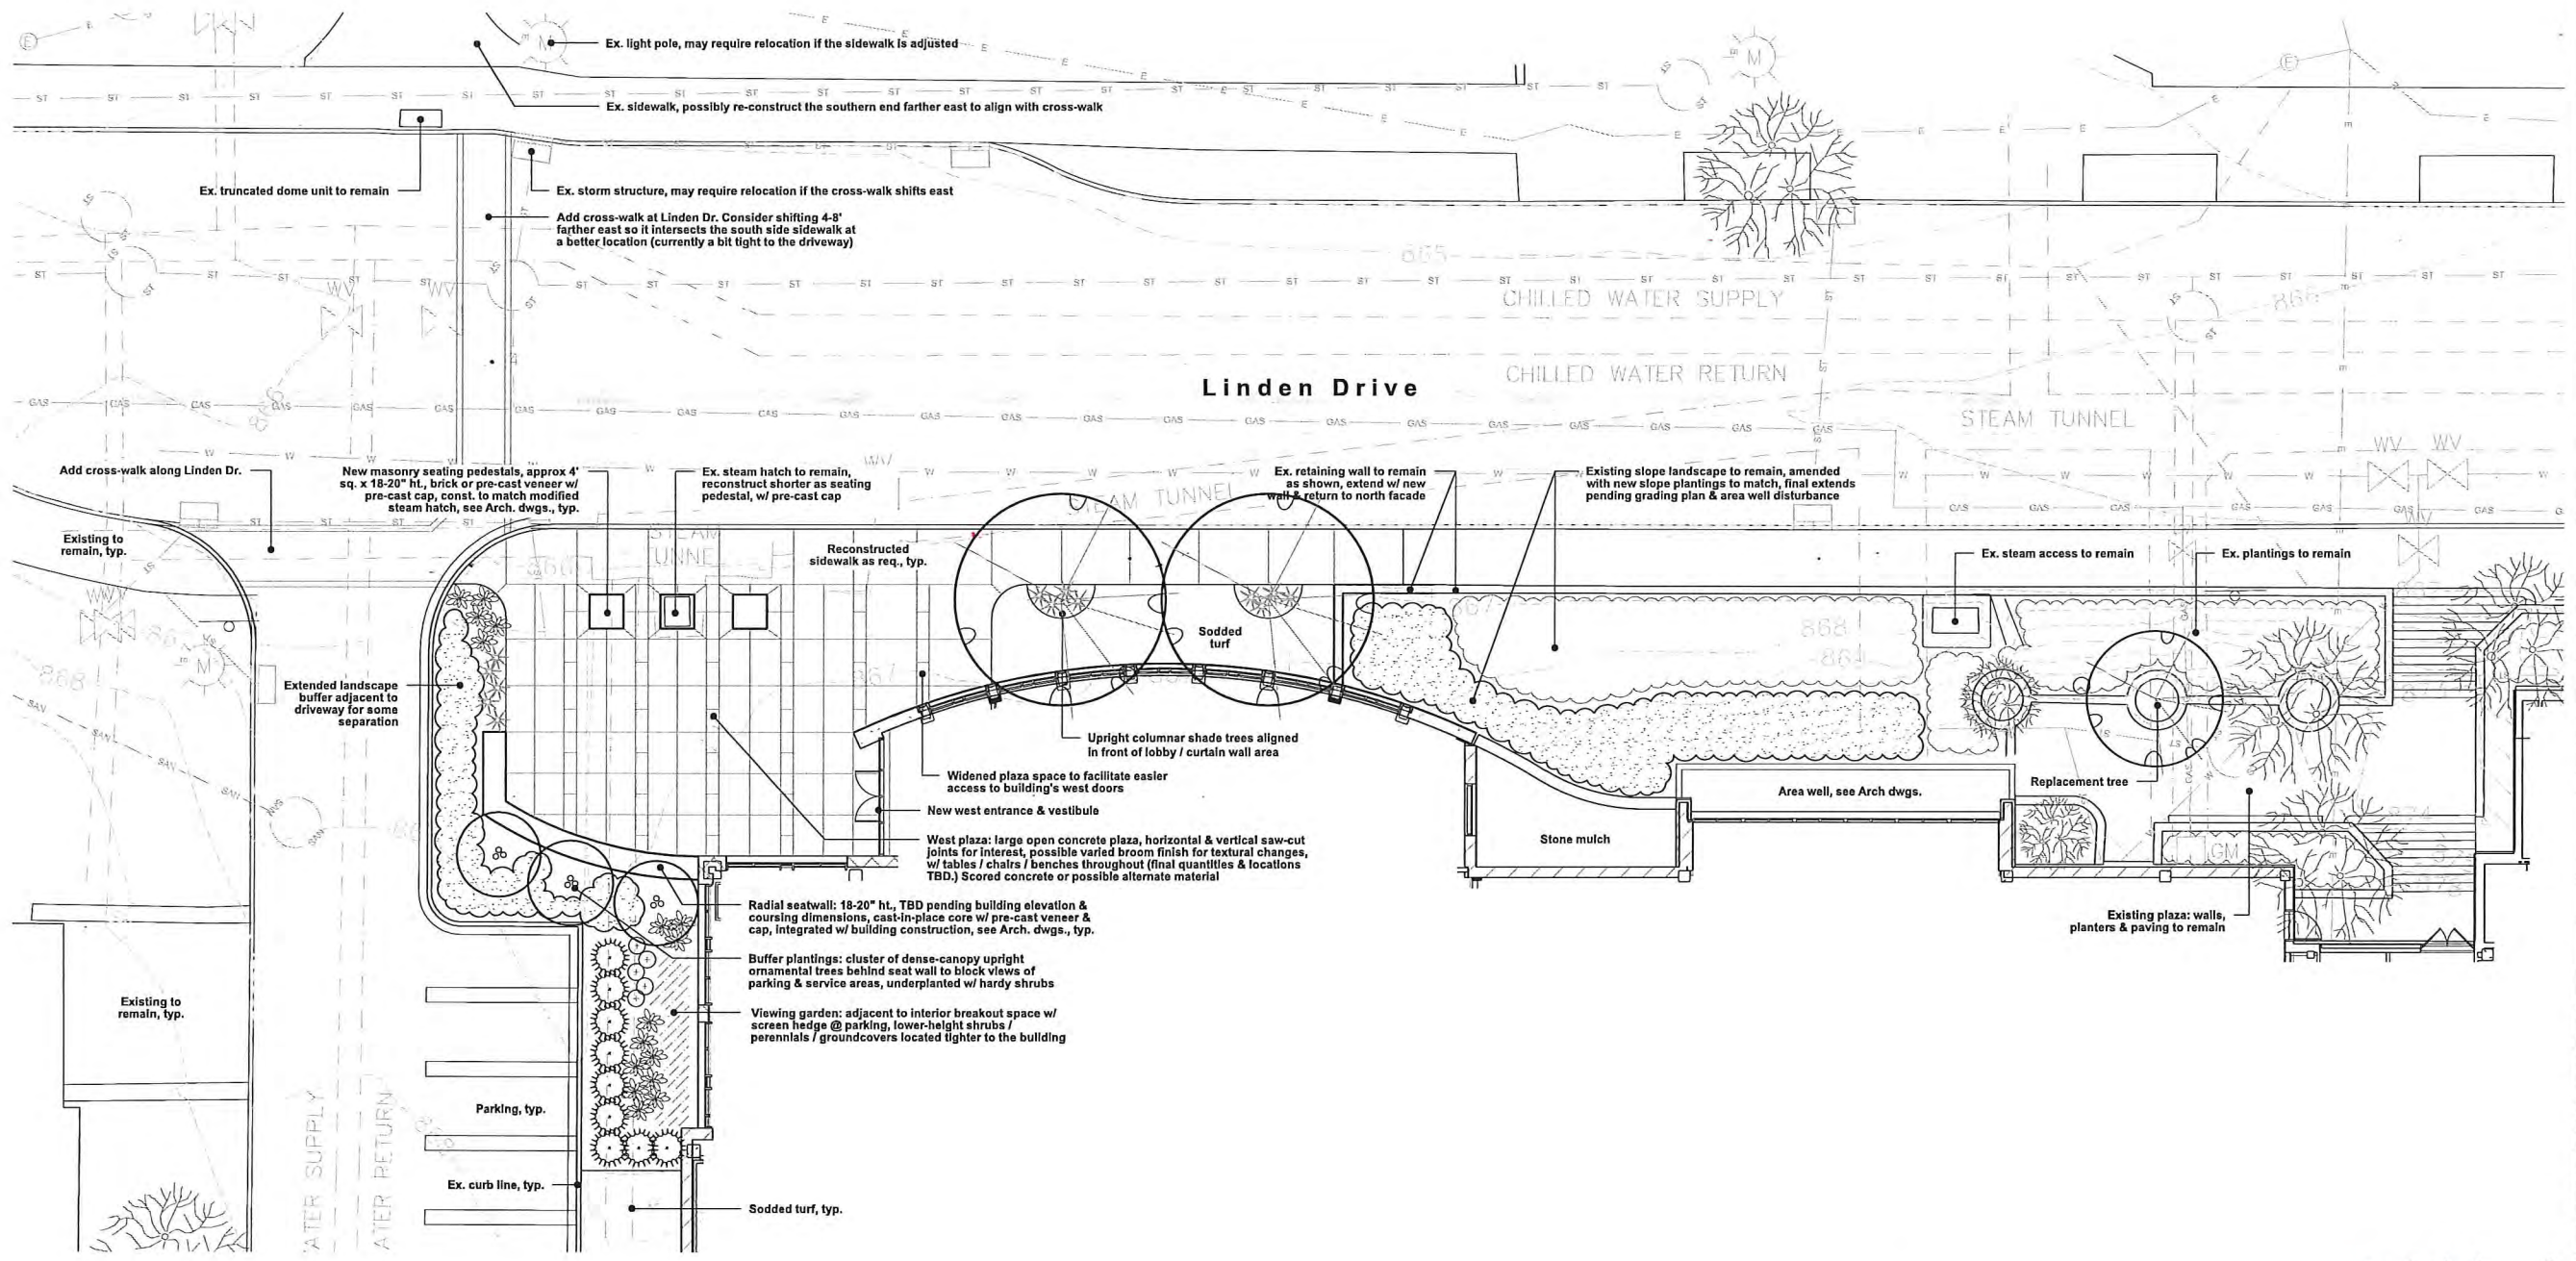 Ex. light pole, may require relocation if the sidewalk is adjusted
Ex. sidewalk, possibly re-construct the southern end farther east to align with cross-walk
Ex. truncated dome unit to remain
Ex. storm structure, may require relocation if the cross-walk shifts east
Add cross-walk at Linden Dr. Consider shifting 4-8'
farther east so it intersects the south side sidewalk at
a better location (currently a bit tight to the driveway)
865
866
CHILLED WATER SUPPLY
CHILLED WATER RETURN
Linden Drive
STEAM TUNNEL
Add cross-walk along Linden Dr.
New masonry seating pedestals, approx 4'
sq. x 18-20" ht., brick or pre-cast veneer w/
pre-cast cap, const. to match modified
steam hatch, see Arch. dwgs., typ.
Ex. steam hatch to remain,
reconstruct shorter as seating
pedestal, w/ pre-cast cap
STEAM TUNNEL
Ex. retaining wall to remain
as shown, extend w/ new
wall & return to north facade
Existing slope landscape to remain, amended
with new slope plantings to match, final extends
pending grading plan & area well disturbance
Existing to
remain, typ.
STEAM
TUNNEL
Reconstructed
sidewalk as req., typ.
Ex. steam access to remain
Ex. plantings to remain
Sodded
turf
867
868
868
Extended landscape
buffer adjacent to
driveway for some
separation
Upright columnar shade trees aligned
in front of lobby / curtain wall area
Widened plaza space to facilitate easier
access to building's west doors
New west entrance & vestibule
Replacement tree
Area well, see Arch dwgs.
Stone mulch
West plaza: large open concrete plaza, horizontal & vertical saw-cut
joints for interest, possible varied broom finish for textural changes,
w/ tables / chairs / benches throughout (final quantities & locations
TBD.) Scored concrete or possible alternate material
GM
Radial seatwall: 18-20" ht., TBD pending building elevation &
coursing dimensions, cast-in-place core w/ pre-cast veneer &
cap, integrated w/ building construction, see Arch. dwgs., typ.
Existing plaza: walls,
planters & paving to remain
Buffer plantings: cluster of dense-canopy upright
ornamental trees behind seat wall to block views of
parking & service areas, underplanted w/ hardy shrubs
Existing to
remain, typ.
Viewing garden: adjacent to interior breakout space w/
screen hedge @ parking, lower-height shrubs /
perennials / groundcovers located tighter to the building
Parking, typ.
ATER SUPPLY
ATER RETURN
Ex. curb line, typ.
Sodded turf, typ.